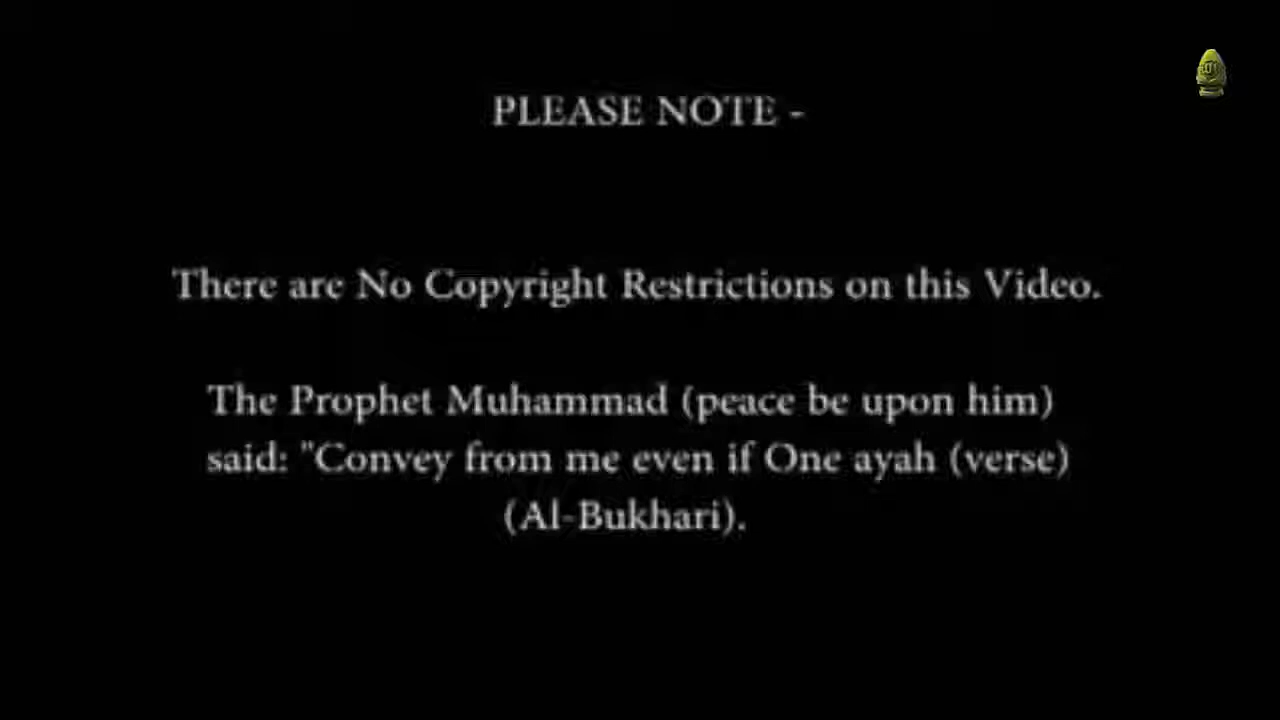 PLEASE NOTE -
There are No Copyright Restrictions on this Video.
The Prophet Muhammad (peace be upon him)
said: "Convey from me even if One ayah (verse)
(Al-Bukhari).